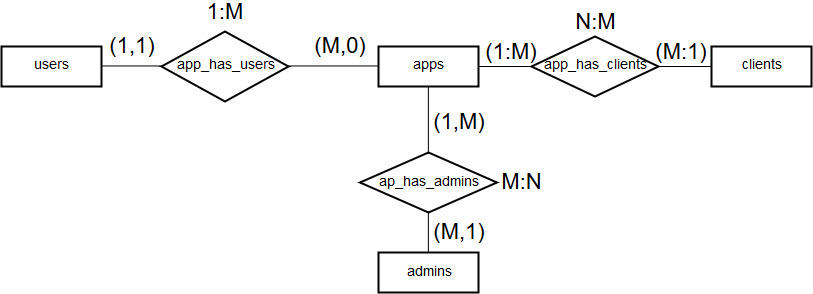 1:M
N:M
users
(1,1)
app_has_users
(M,0)
apps
(1:M)
app_has_clients
(M:1)
clients
(1,M)
ap_has_admins
M:N
(M,1)
admins